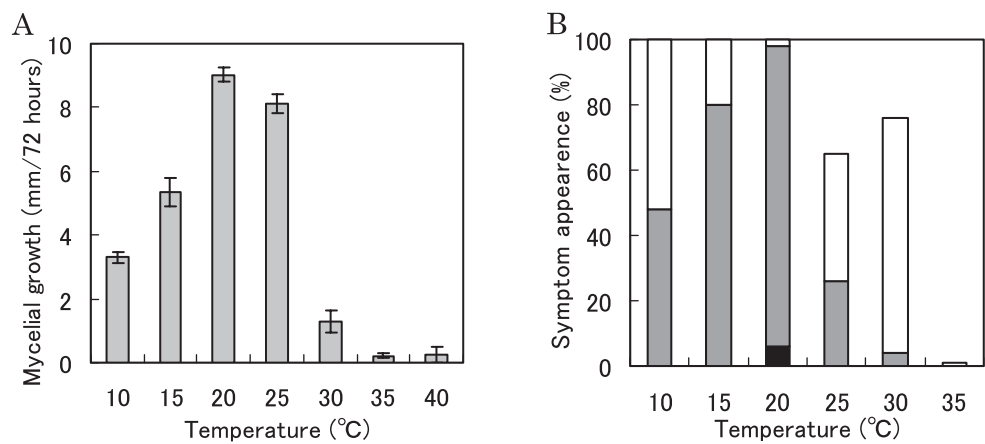 A
Mycelial growth (mm/72 hours)
10
8
6
4
2
0
10 15 20 25 30 35 40
Temperature (℃)
B
Symptom appearence (%)
100
80
60
40
20
0
10 15 20 25 30 35
Temperature (℃)